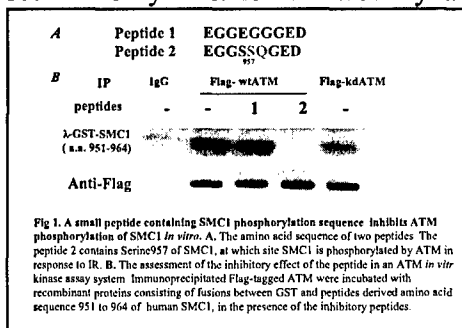 A Peptide 1 EGGEGGGED
Peptide 2 EGGSSQGED
957
B IP IgG Flag- wtATM Flag-kdATM
peptides - - 1 2 -
λ-GST-SMC1
(a.a. 951-964)
Anti-Flag
Fig 1. A small peptide containing SMC1 phosphorylation sequence inhibits ATM
phosphorylation of SMC1 in vitro. A, The amino acid sequence of two peptides The
peptide 2 contains Serine957 of SMC1, at which site SMC1 is phosphorylated by ATM in
response to IR. B. The assessment of the inhibitory effect of the peptide in an ATM in vitr
kinase assay system Immunoprecipitated Flag-tagged ATM were incubated with
recombinant proteins consisting of fusions between GST and peptides derived amino acid
sequence 951 to 964 of human SMC1, in the presence of the inhibitory peptides.